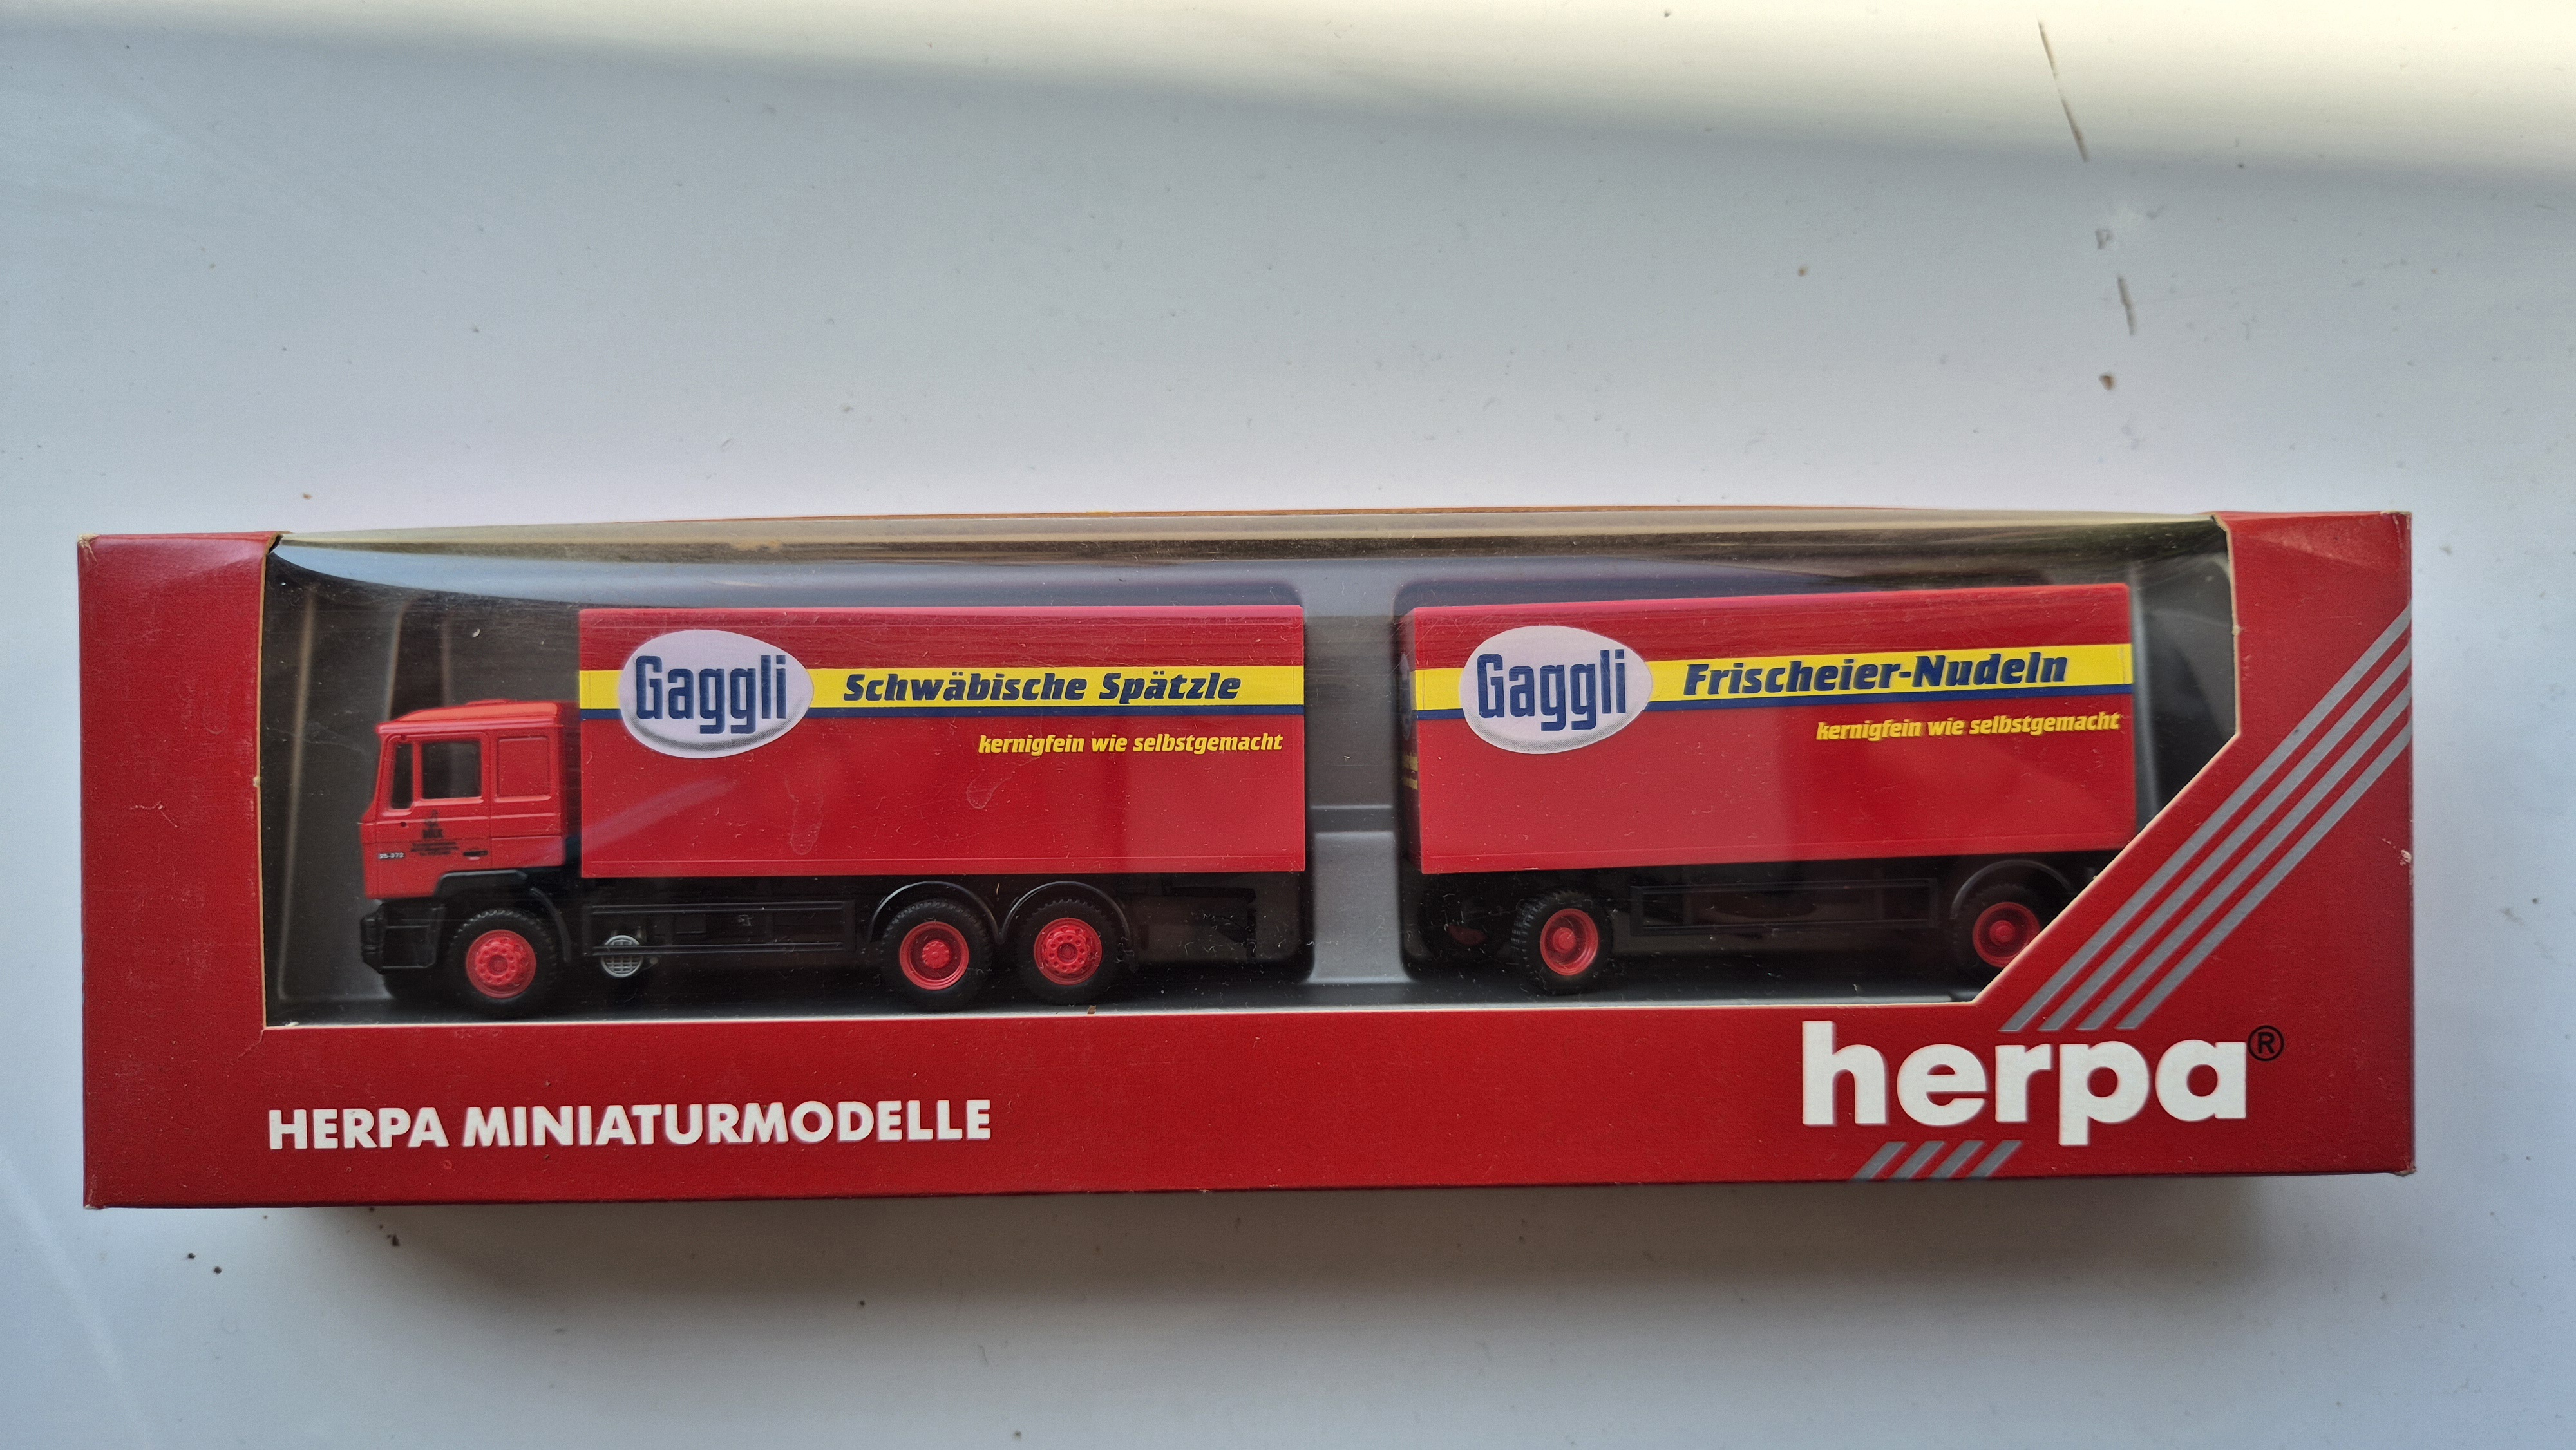 Gaggli
Schwäbische Spätzle
kernigfein wie selbstgemacht
Gaggli
Frischeier-Nudeln
kernigfein wie selbstgemacht
HERPA MINIATURMODELLE
herpa®